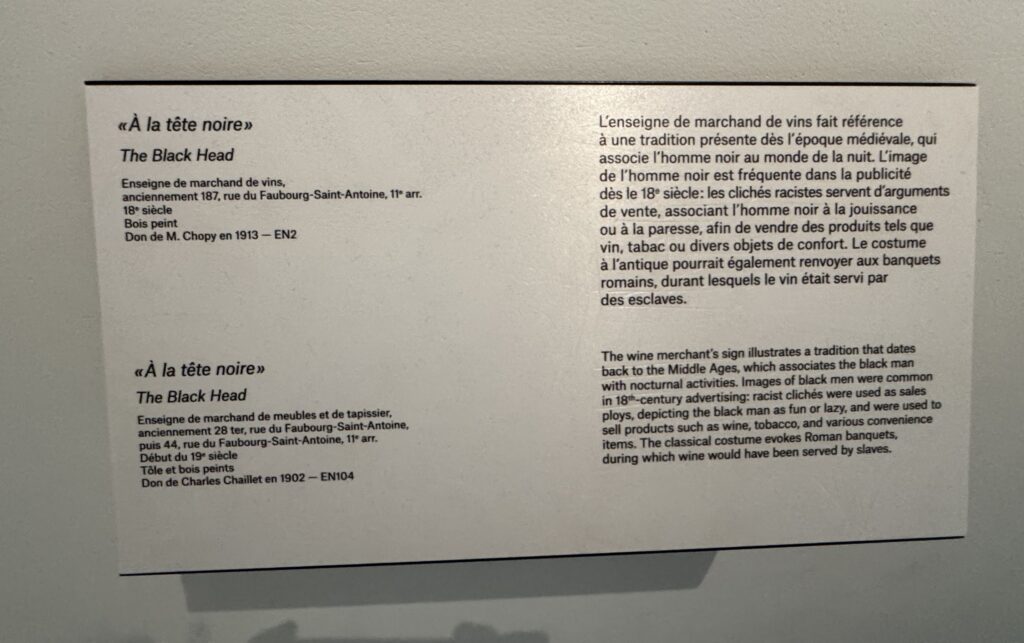 «À la tête noire»
The Black Head
Enseigne de marchand de vins,
anciennement 187, rue du Faubourg-Saint-Antoine, 11ᵉ arr.
18ᵉ siècle
Bois peint
Don de M. Chopy en 1913 — EN2
«À la tête noire»
The Black Head
Enseigne de marchand de meubles et de tapissier,
anciennement 28 ter, rue du Faubourg-Saint-Antoine,
puis 44, rue du Faubourg-Saint-Antoine, 11ᵉ arr.
Début du 19ᵉ siècle
Tôle et bois peints
Don de Charles Chaillet en 1902 — EN104
L'enseigne de marchand de vins fait référence
à une tradition présente dès l'époque médiévale, qui
associe l'homme noir au monde de la nuit. L'image
de l'homme noir est fréquente dans la publicité
dès le 18ᵉ siècle: les clichés racistes servent d'arguments
de vente, associant l'homme noir à la jouissance
ou à la paresse, afin de vendre des produits tels que
vin, tabac ou divers objets de confort. Le costume
à l'antique pourrait également renvoyer aux banquets
romains, durant lesquels le vin était servi par
des esclaves.
The wine merchant's sign illustrates a tradition that dates
back to the Middle Ages, which associates the black man
with nocturnal activities. Images of black men were common
in 18ᵗʰ-century advertising: racist clichés were used as sales
ploys, depicting the black man as fun or lazy, and were used to
sell products such as wine, tobacco, and various convenience
items. The classical costume evokes Roman banquets,
during which wine would have been served by slaves.